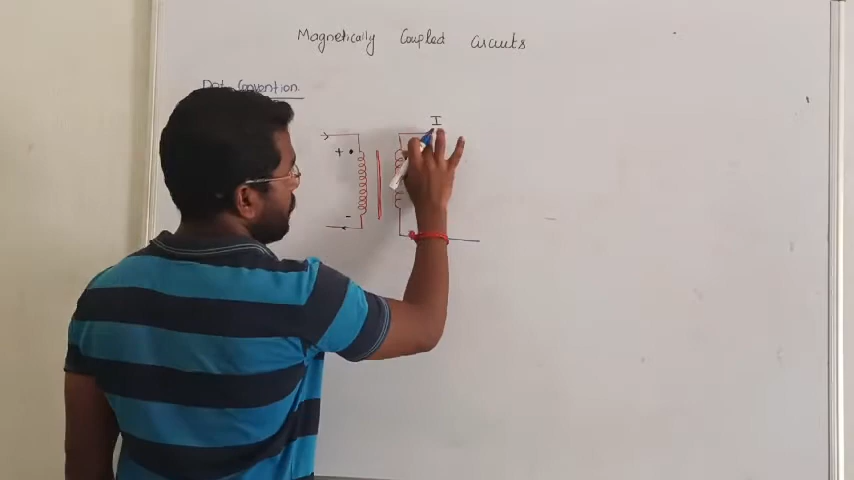 Magnetically Coupled Circuits
Dot Convention.
I
+
-